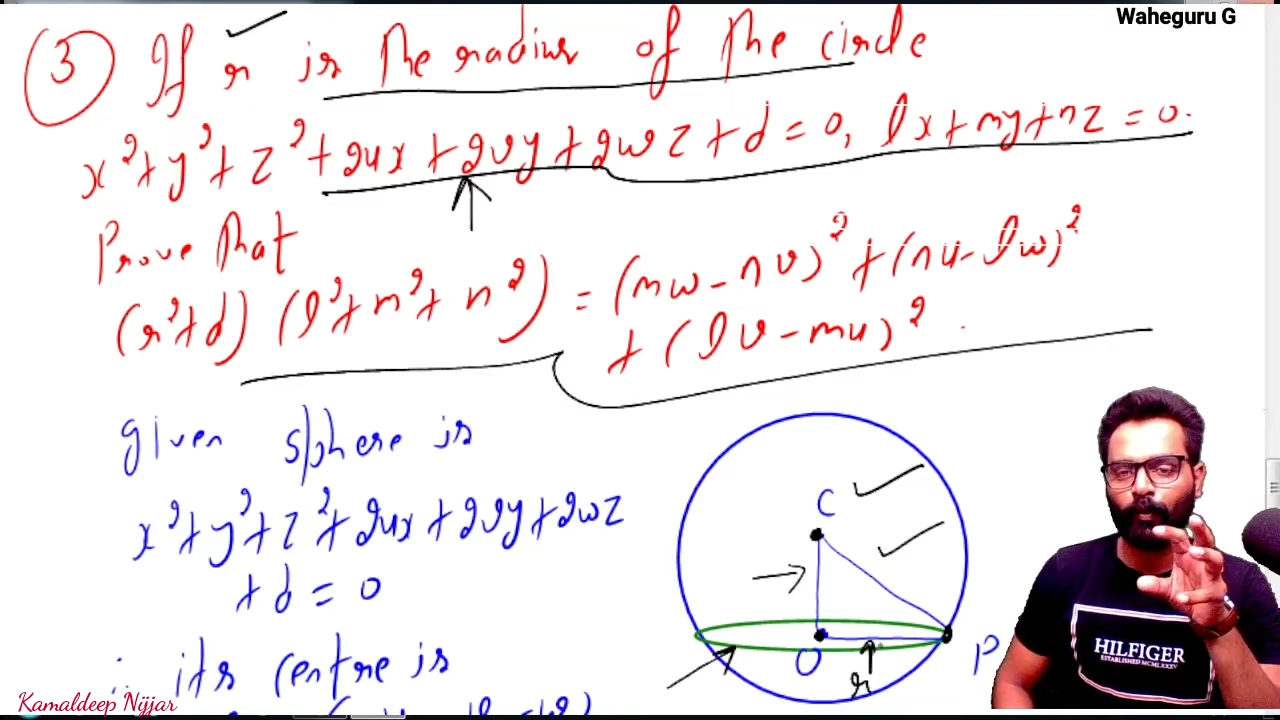 Waheguru G
③ If r is the radius of the circle
x²+y²+z²+2ux+2vy+2wz+d=0, lx+my+nz=0.
Prove that
(r²+d) (l²+m²+n²) = (mw-nv)²+(nu-lw)²
+(lv-mu)².
given sphere is
x²+y²+z²+2ux+2vy+2wz
+d=0
∴ its centre is
C
O
P
r
HILFIGER
ESTABLISHED MCMLXXXV
Kamaldeep Nijjar